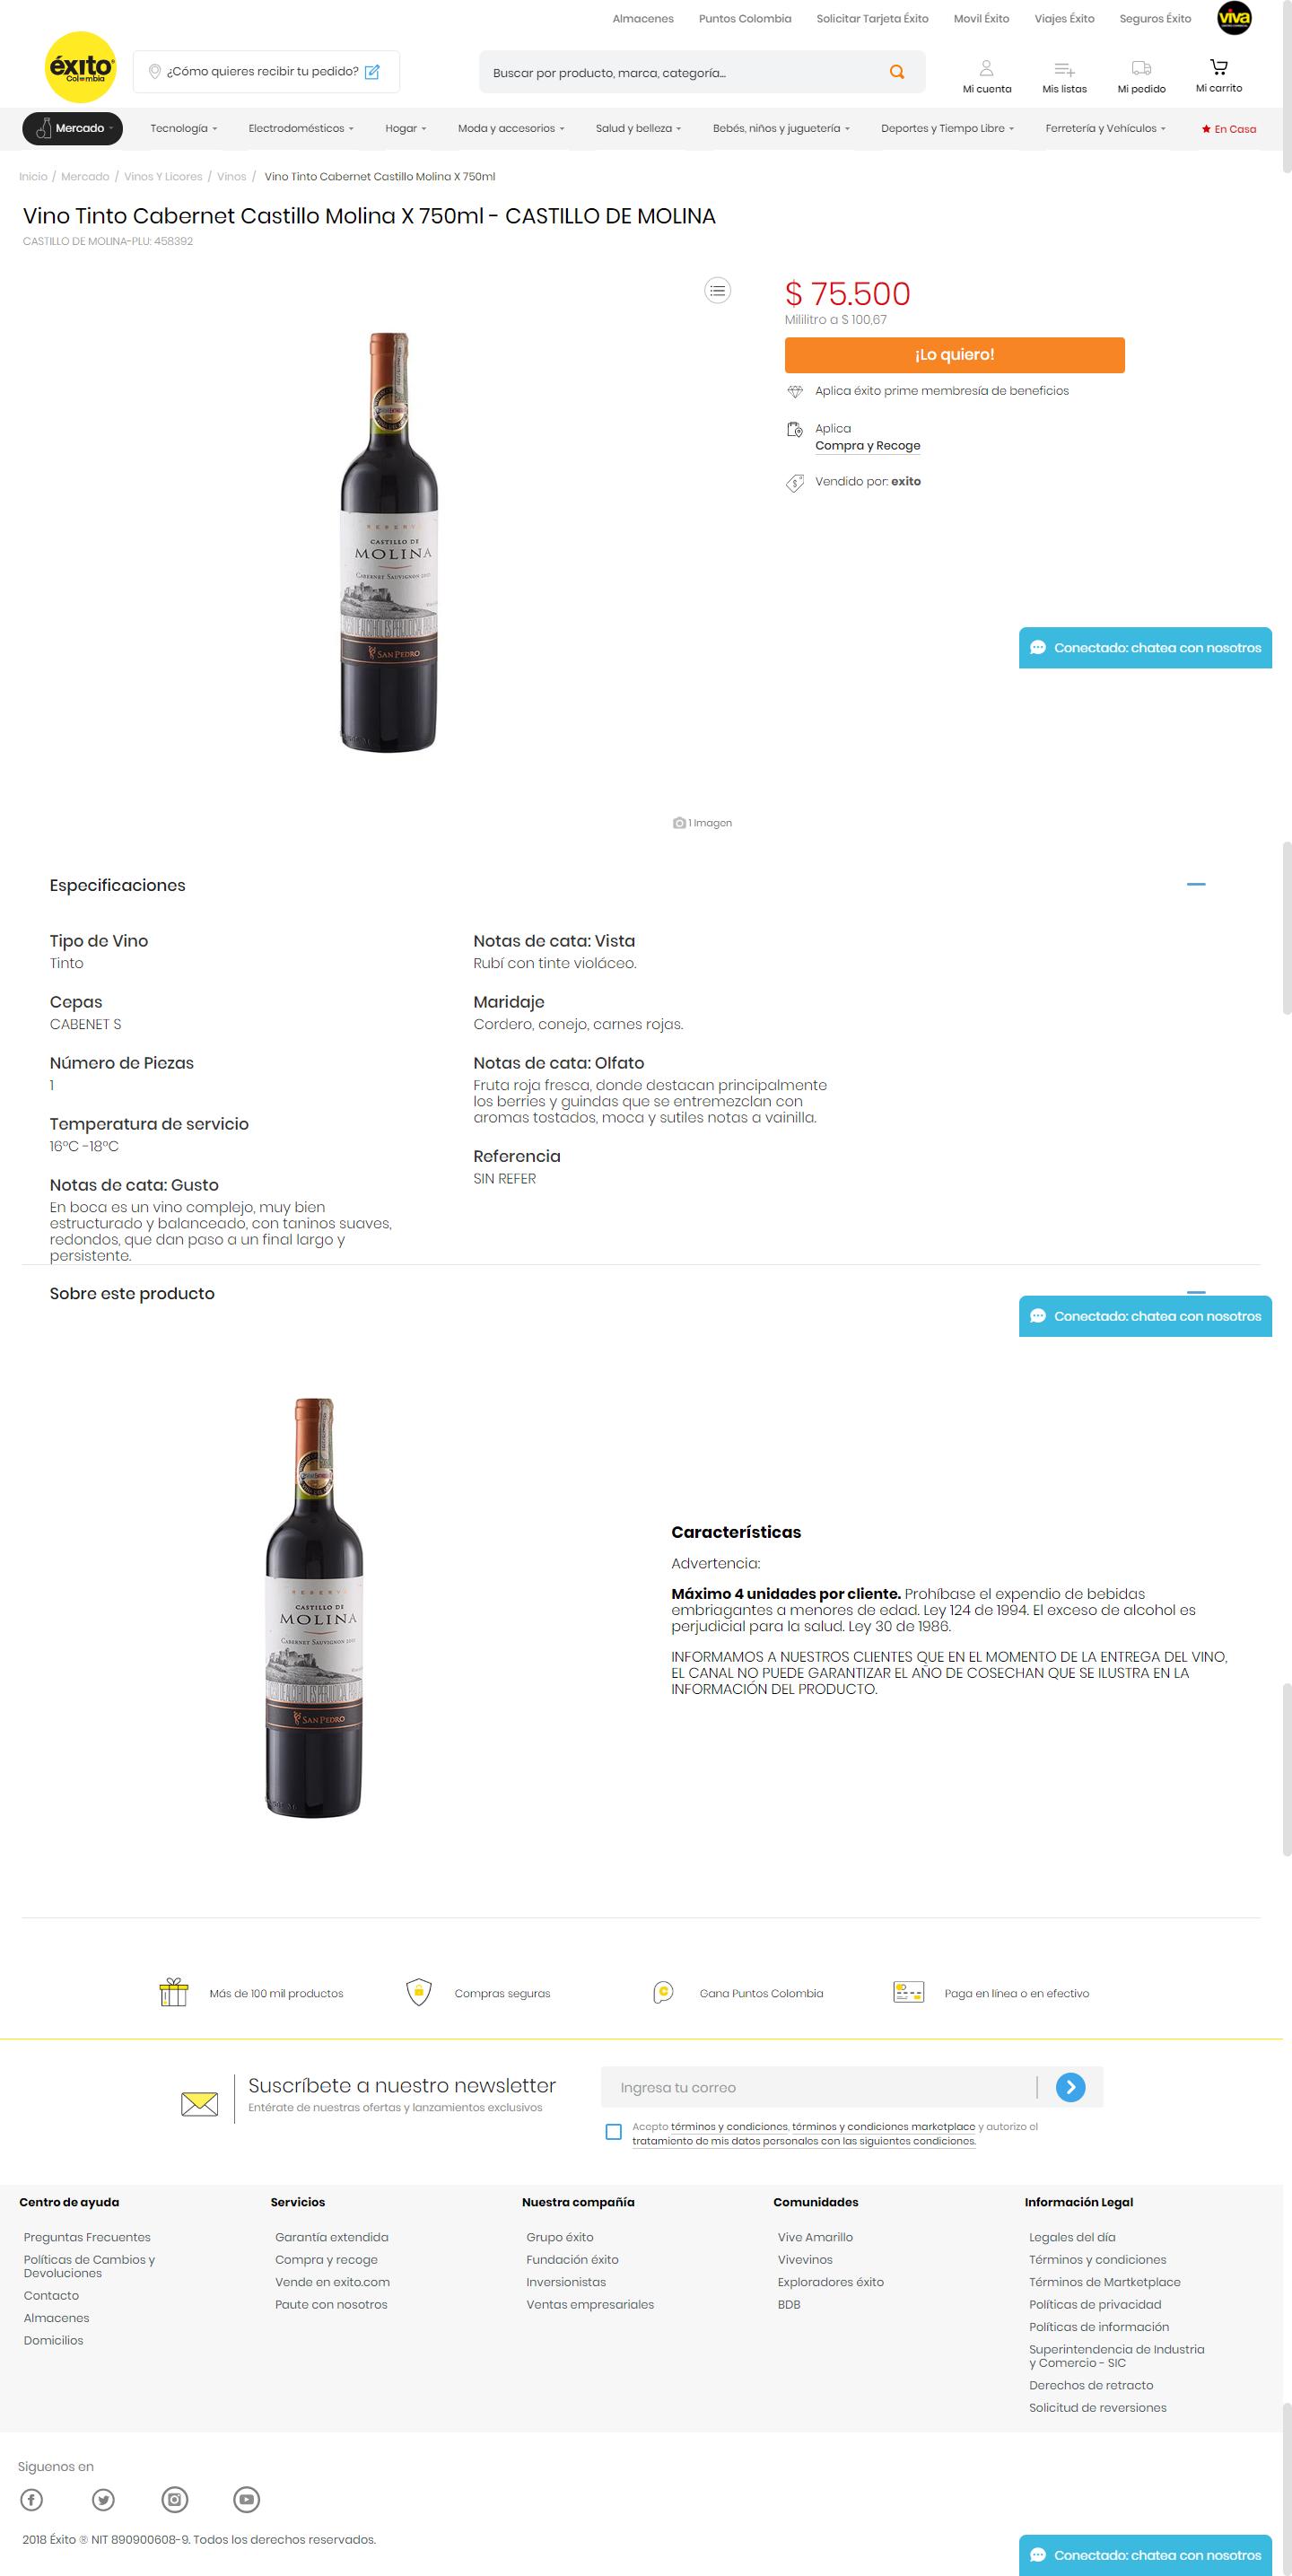 Almacenes Puntos Colombia Solicitar Tarjeta Éxito Movil Éxito Viajes Éxito Seguros Éxito viva
éxito
Colombia
¿Cómo quieres recibir tu pedido?
Buscar por producto, marca, categoría...
Mi cuenta Mis listas Mi pedido Mi carrito
Mercado Tecnología Electrodomésticos Hogar Moda y accesorios Salud y belleza Bebés, niños y juguetería Deportes y Tiempo Libre Ferretería y Vehículos En Casa
Inicio / Mercado / Vinos Y Licores / Vinos / Vino Tinto Cabernet Castillo Molina X 750ml
Vino Tinto Cabernet Castillo Molina X 750ml - CASTILLO DE MOLINA
CASTILLO DE MOLINA-PLU: 458392
$ 75.500
Mililitro a $ 100,67
¡Lo quiero!
Aplica éxito prime membresía de beneficios
Aplica
Compra y Recoge
Vendido por: exito
RESERVA
CASTILLO DE
MOLINA
CABERNET SAUVIGNON
SAN PEDRO
Conectado: chatea con nosotros
1 Imagen
Especificaciones
Tipo de Vino
Tinto
Cepas
CABENET S
Número de Piezas
1
Temperatura de servicio
16°C -18°C
Notas de cata: Gusto
En boca es un vino complejo, muy bien
estructurado y balanceado, con taninos suaves,
redondos, que dan paso a un final largo y
persistente.
Notas de cata: Vista
Rubí con tinte violáceo.
Maridaje
Cordero, conejo, carnes rojas.
Notas de cata: Olfato
Fruta roja fresca, donde destacan principalmente
los berries y guindas que se entremezclan con
aromas tostados, moca y sutiles notas a vainilla.
Referencia
SIN REFER
Sobre este producto
Conectado: chatea con nosotros
RESERVA
CASTILLO DE
MOLINA
CABERNET SAUVIGNON
SAN PEDRO
Características
Advertencia:
Máximo 4 unidades por cliente. Prohíbase el expendio de bebidas
embriagantes a menores de edad. Ley 124 de 1994. El exceso de alcohol es
perjudicial para la salud. Ley 30 de 1986.
INFORMAMOS A NUESTROS CLIENTES QUE EN EL MOMENTO DE LA ENTREGA DEL VINO,
EL CANAL NO PUEDE GARANTIZAR EL AÑO DE COSECHAN QUE SE ILUSTRA EN LA
INFORMACIÓN DEL PRODUCTO.
Más de 100 mil productos Compras seguras Gana Puntos Colombia Paga en línea o en efectivo
Suscríbete a nuestro newsletter
Entérate de nuestras ofertas y lanzamientos exclusivos
Ingresa tu correo
Acepto términos y condiciones, términos y condiciones marketplace y autorizo el
tratamiento de mis datos personales con las siguientes condiciones.
Centro de ayuda
Preguntas Frecuentes
Políticas de Cambios y
Devoluciones
Contacto
Almacenes
Domicilios
Servicios
Garantía extendida
Compra y recoge
Vende en exito.com
Paute con nosotros
Nuestra compañía
Grupo éxito
Fundación éxito
Inversionistas
Ventas empresariales
Comunidades
Vive Amarillo
Vivevinos
Exploradores éxito
BDB
Información Legal
Legales del día
Términos y condiciones
Términos de Martketplace
Políticas de privacidad
Políticas de información
Superintendencia de Industria
y Comercio - SIC
Derechos de retracto
Solicitud de reversiones
Siguenos en
2018 Éxito ® NIT 890900608-9. Todos los derechos reservados.
Conectado: chatea con nosotros